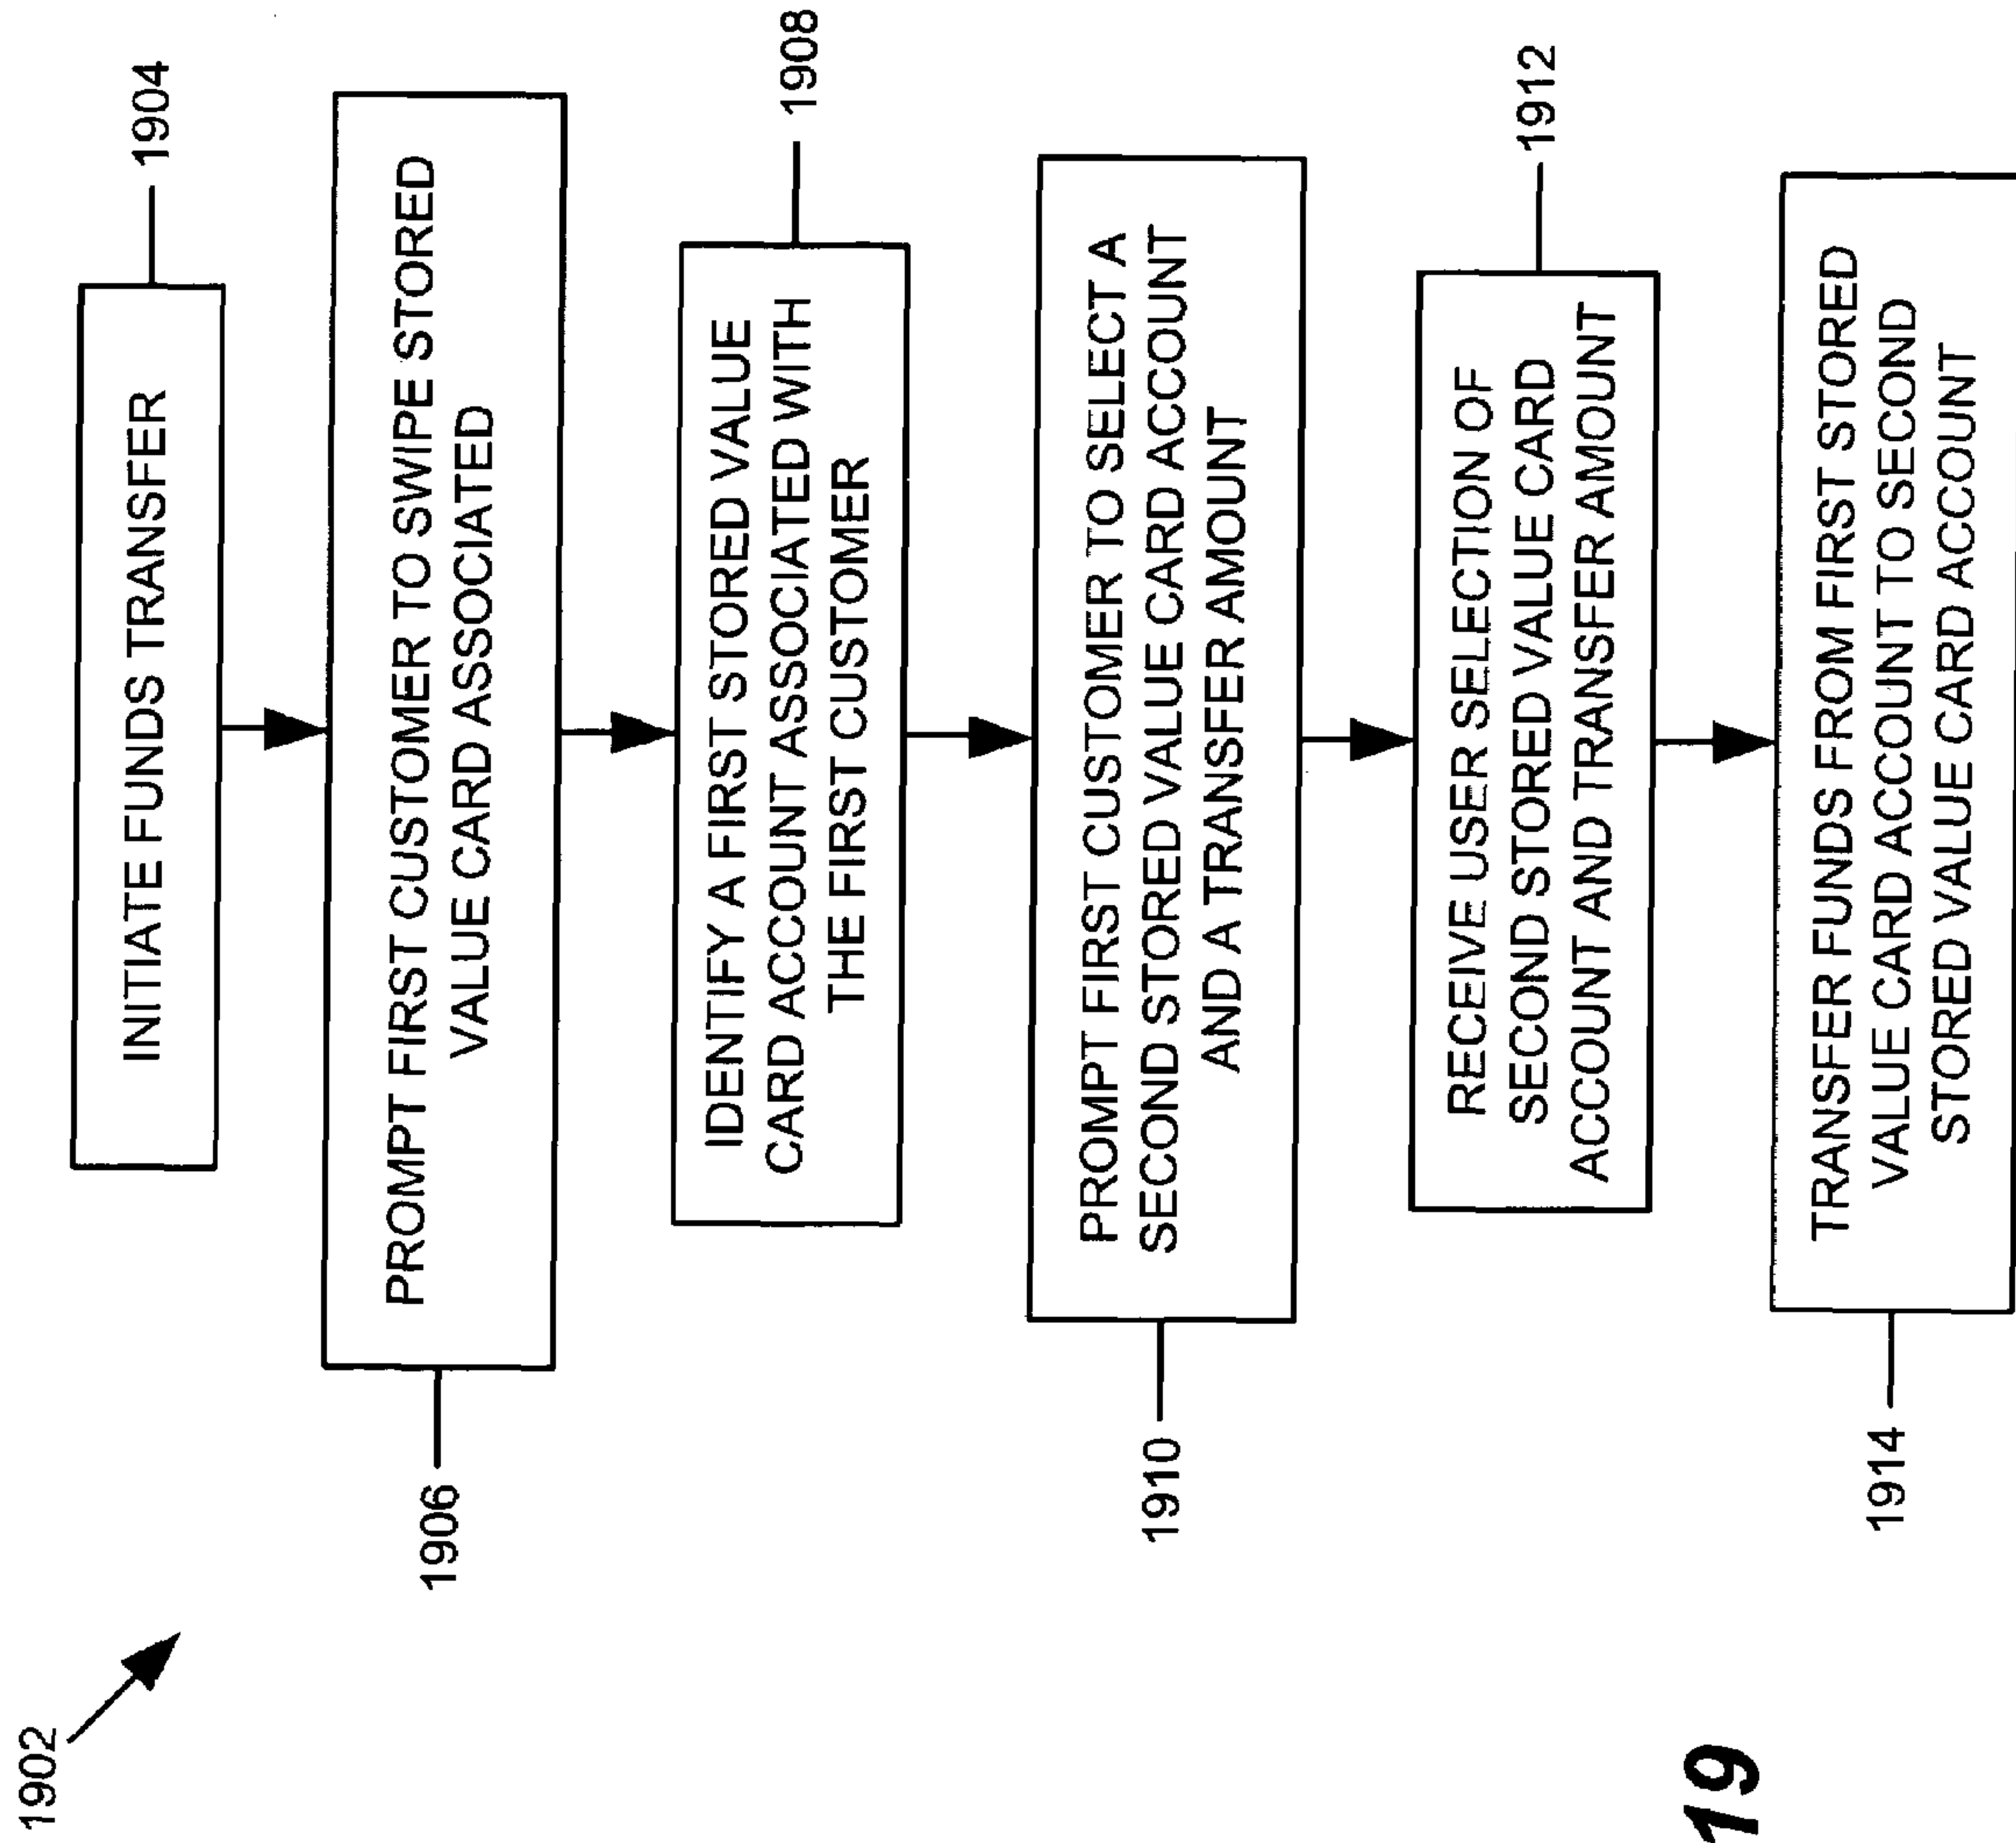 1902
INITIATE FUNDS TRANSFER
1904
PROMPT FIRST CUSTOMER TO SWIPE STORED
VALUE CARD ASSOCIATED
1906
IDENTIFY A FIRST STORED VALUE
CARD ACCOUNT ASSOCIATED WITH
THE FIRST CUSTOMER
1908
PROMPT FIRST CUSTOMER TO SELECT A
SECOND STORED VALUE CARD ACCOUNT
AND A TRANSFER AMOUNT
1910
RECEIVE USER SELECTION OF
SECOND STORED VALUE CARD
ACCOUNT AND TRANSFER AMOUNT
1912
TRANSFER FUNDS FROM FIRST STORED
VALUE CARD ACCOUNT TO SECOND
STORED VALUE CARD ACCOUNT
1914
19